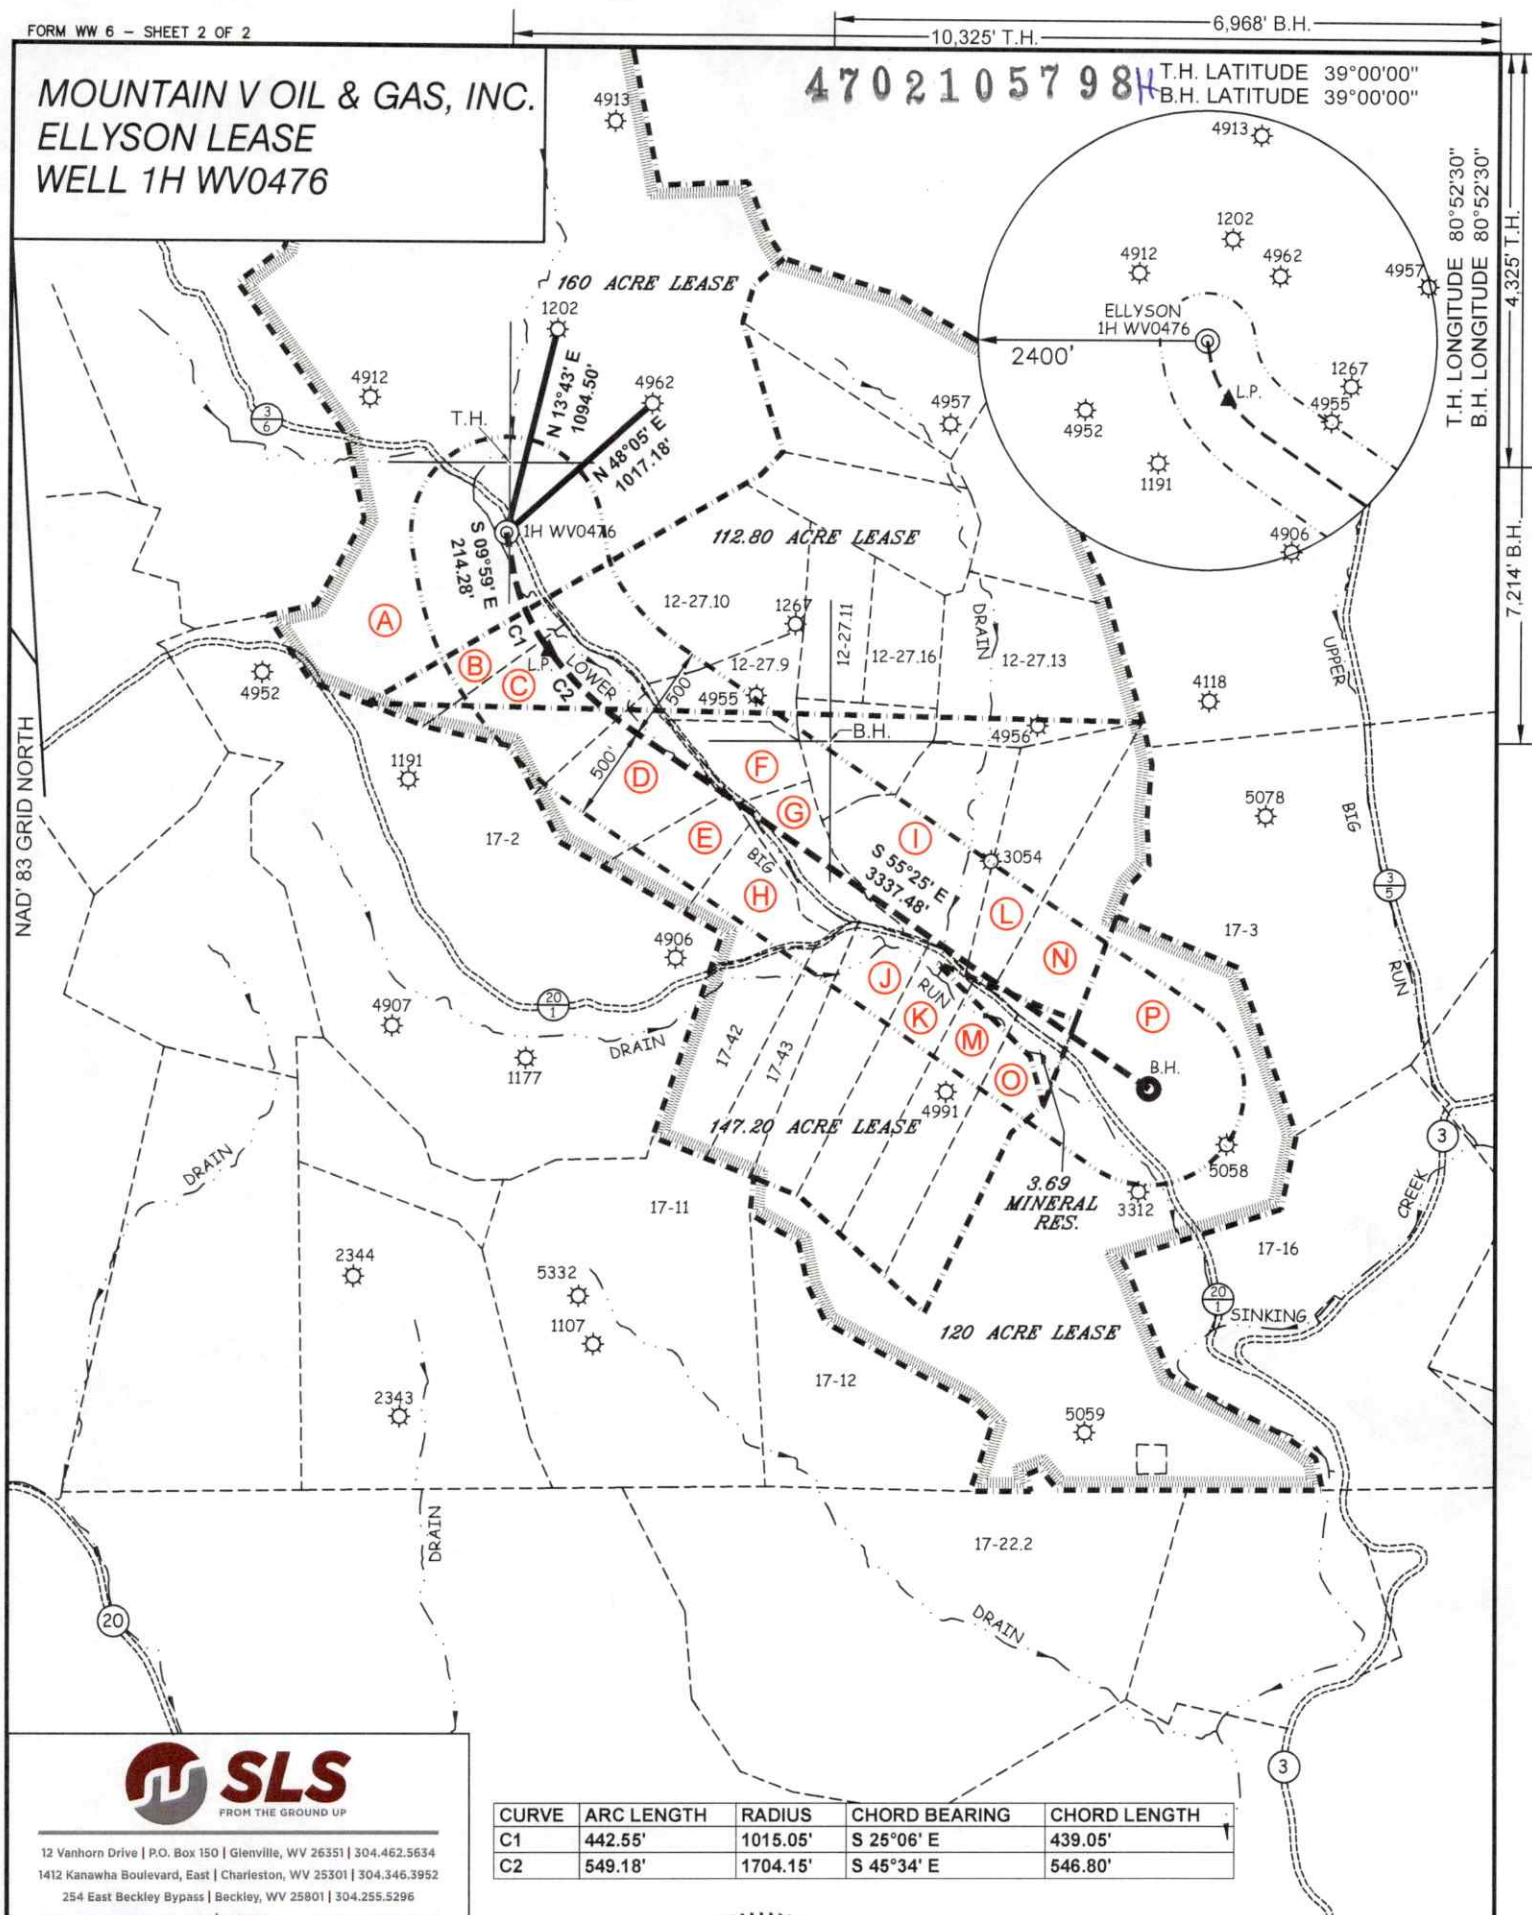 FORM WW 6 - SHEET 2 OF 2
10,325' T.H.
6,968' B.H.
MOUNTAIN V OIL & GAS, INC.
ELLYSON LEASE
WELL 1H WV0476
4702105798H
T.H. LATITUDE 39°00'00"
B.H. LATITUDE 39°00'00"
T.H. LONGITUDE 80°52'30"
B.H. LONGITUDE 80°52'30"
4,325' T.H.
7,214' B.H.
4913
1202
4912
4962
4957
ELLYSON
1H WV0476
2400'
L.P.
1267
4955
4952
1191
4906
4913
160 ACRE LEASE
1202
4912
4962
4957
3
6
T.H.
N 13°43' E
1094.50'
N 48°05' E
1017.18'
1H WV0476
S 09°59' E
214.28'
112.80 ACRE LEASE
12-27.10
1267
12-27.11
12-27.16
12-27.13
12-27.9
DRAIN
A
B
C
C1
L.P.
C2
LOWER
500'
4955
4952
4118
UPPER
NAD' 83 GRID NORTH
B.H.
4956
1191
500'
D
F
G
5078
BIG
17-2
E
BIG
I
3054
S 55°25' E
3337.48'
H
L
3
5
17-3
4906
N
RUN
J
RUN
K
P
4907
20
1
DRAIN
17-42
17-43
M
O
B.H.
1177
4991
147.20 ACRE LEASE
3
DRAIN
5058
3.69
MINERAL
RES.
3312
CREEK
17-11
17-16
2344
5332
1107
20
1
SINKING
120 ACRE LEASE
17-12
2343
5059
DRAIN
17-22.2
20
DRAIN
3
SLS
FROM THE GROUND UP
12 Vanhorn Drive | P.O. Box 150 | Glenville, WV 26351 | 304.462.5634
1412 Kanawha Boulevard, East | Charleston, WV 25301 | 304.346.3952
254 East Beckley Bypass | Beckley, WV 25801 | 304.255.5296
CURVE ARC LENGTH RADIUS CHORD BEARING CHORD LENGTH
C1 442.55' 1015.05' S 25°06' E 439.05'
C2 549.18' 1704.15' S 45°34' E 546.80'